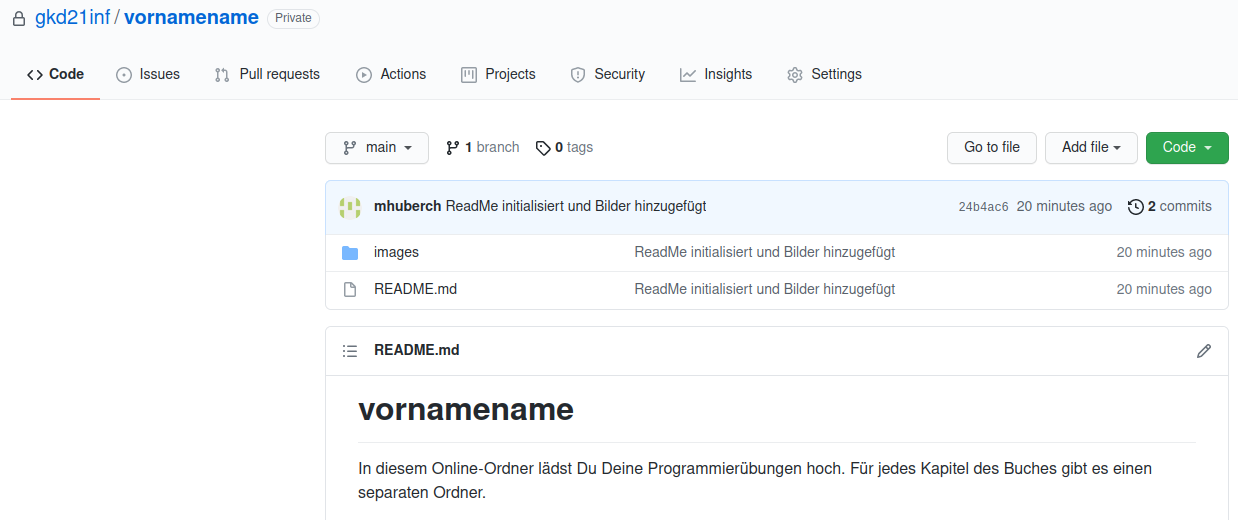 gkd21inf / vornamename Private
Code Issues Pull requests Actions Projects Security Insights Settings
main 1 branch 0 tags Go to file Add file Code
mhuberch ReadMe initialisiert und Bilder hinzugefügt 24b4ac6 20 minutes ago 2 commits
images ReadMe initialisiert und Bilder hinzugefügt 20 minutes ago
README.md ReadMe initialisiert und Bilder hinzugefügt 20 minutes ago
README.md
vornamename
In diesem Online-Ordner lädst Du Deine Programmierübungen hoch. Für jedes Kapitel des Buches gibt es einen
separaten Ordner.